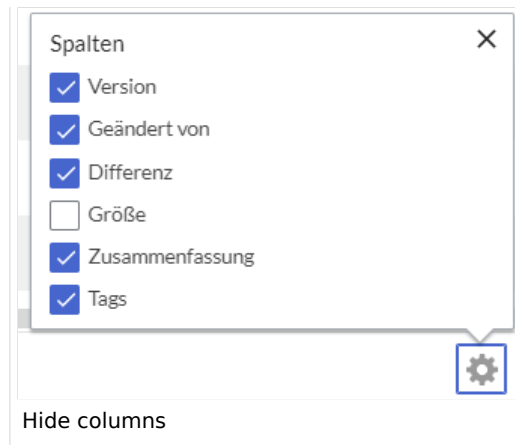 Spalten
Version
Geändert von
Differenz
Größe
Zusammenfassung
Tags
Hide columns